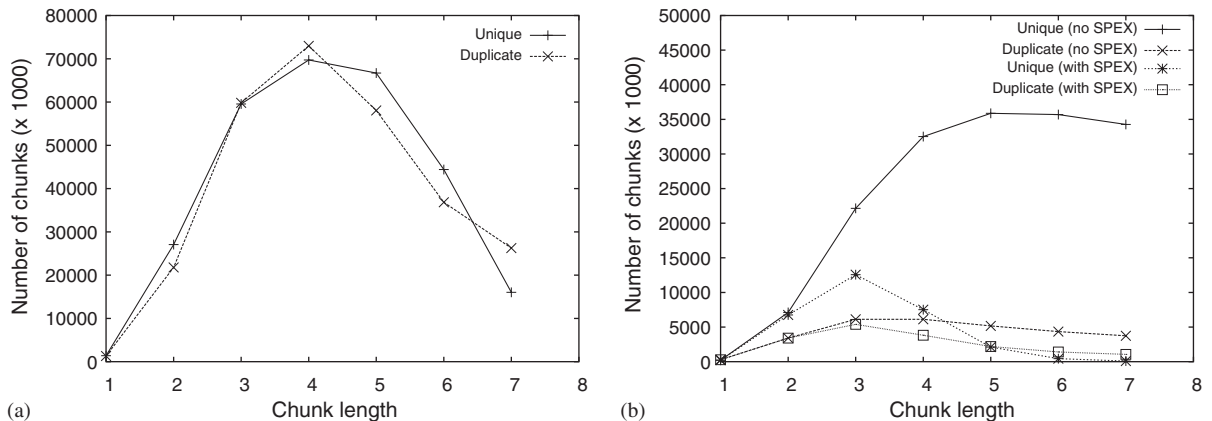 80000
70000
60000
50000
40000
30000
20000
10000
0
1 2 3 4 5 6 7 8
Number of chunks (x 1000)
Chunk length
Unique
Duplicate
(a)
50000
45000
40000
35000
30000
25000
20000
15000
10000
5000
0
1 2 3 4 5 6 7 8
Number of chunks (x 1000)
Chunk length
Unique (no SPEX)
Duplicate (no SPEX)
Unique (with SPEX)
Duplicate (with SPEX)
(b)